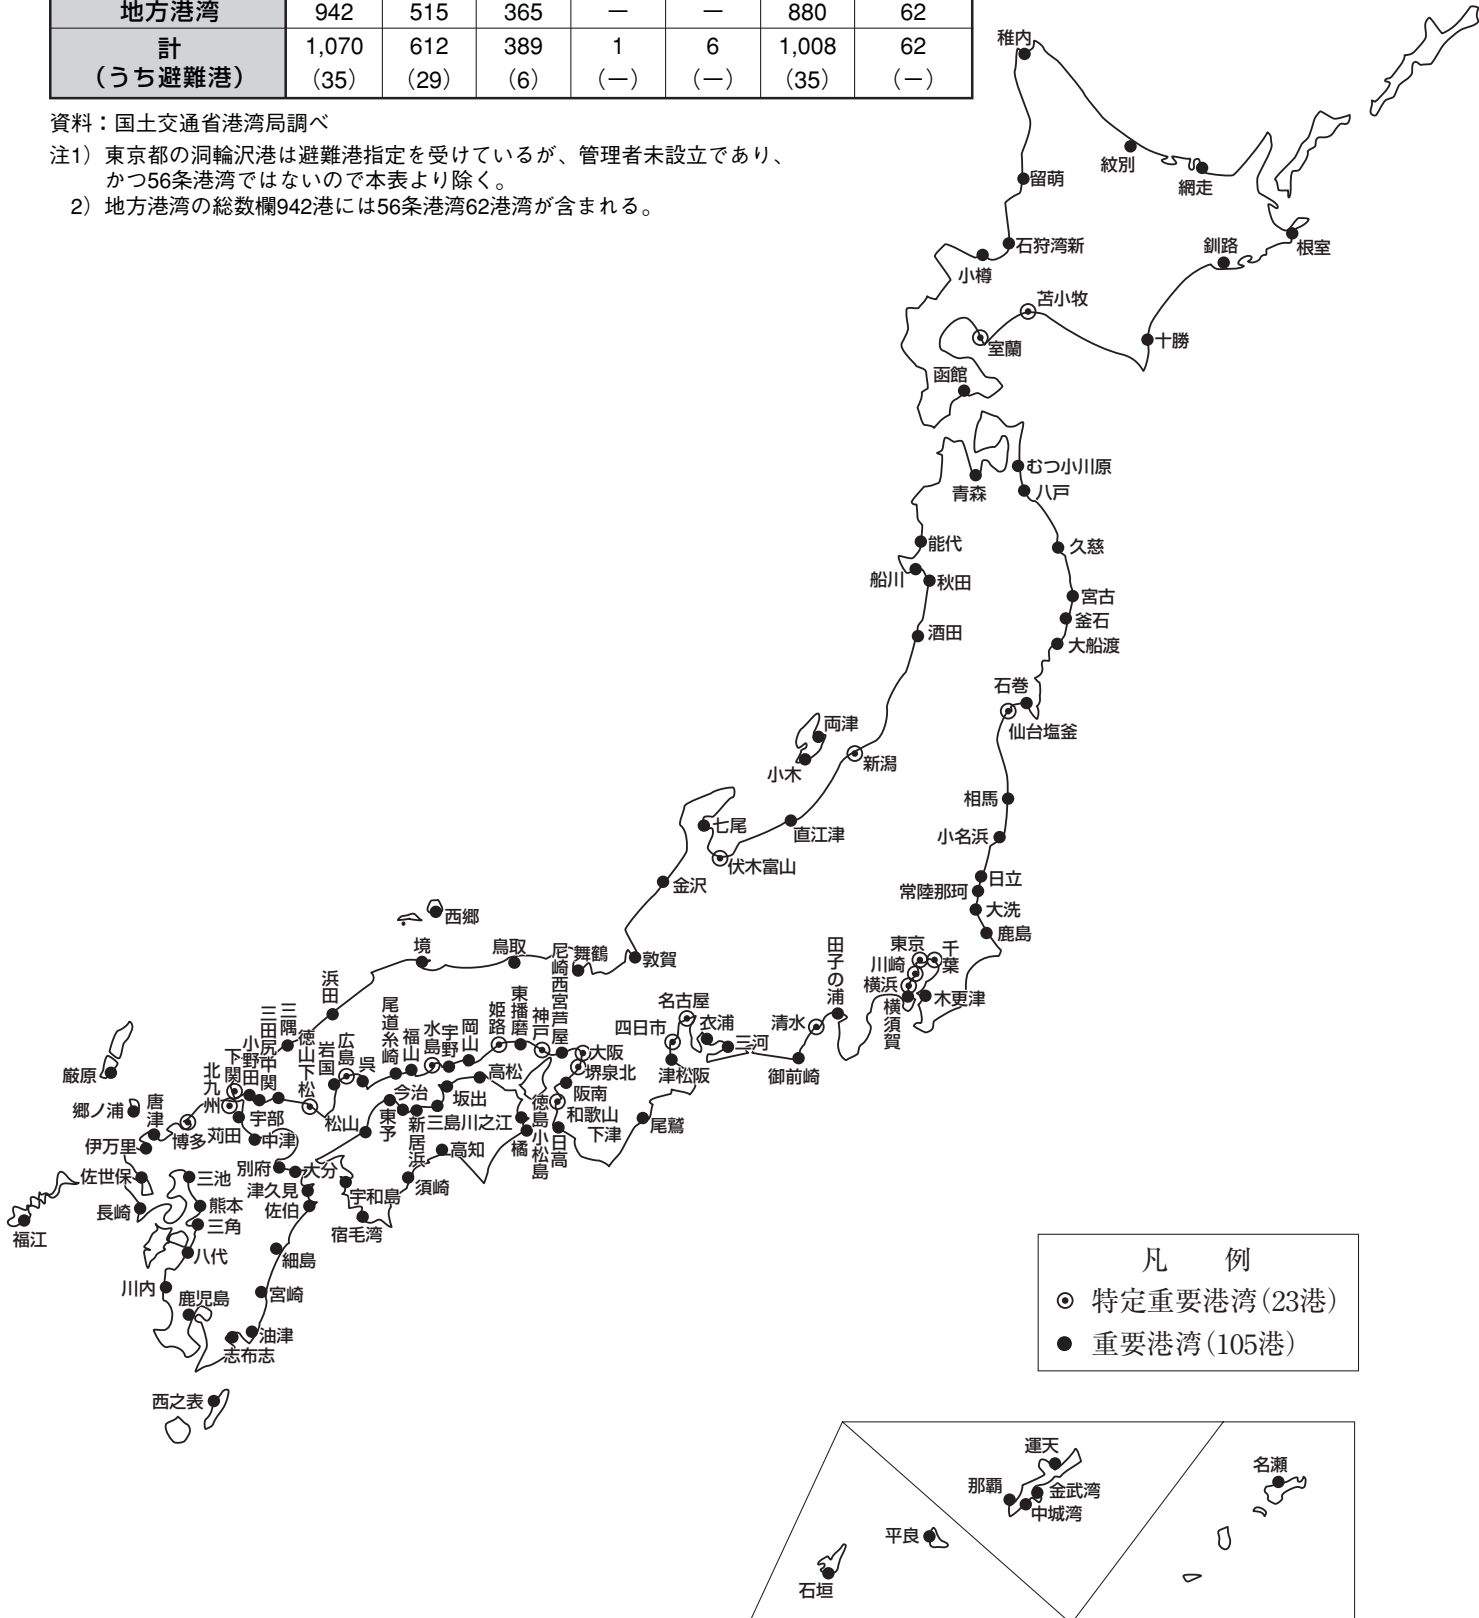 地方港湾 942 515 365 ー ー 880 62
計 1,070 612 389 1 6 1,008 62
（うち避難港） （35） （29） （6） （ー） （ー） （35） （ー）
資料：国土交通省港湾局調べ
注1）東京都の洞輪沢港は避難港指定を受けているが、管理者未設立であり、
かつ56条港湾ではないので本表より除く。
2）地方港湾の総数欄942港には56条港湾62港湾が含まれる。
稚内
紋別
網走
留萌
根室
釧路
石狩湾新
小樽
苫小牧
十勝
室蘭
函館
むつ小川原
青森
八戸
能代
久慈
船川
秋田
宮古
釜石
酒田
大船渡
石巻
仙台塩釜
両津
小木
新潟
相馬
七尾
直江津
小名浜
伏木富山
金沢
日立
常陸那珂
大洗
鹿島
西郷
境
鳥取
舞鶴
敦賀
尼崎西宮芦屋
田子の浦
東京
千葉
川崎
横浜
木更津
横須賀
浜田
三隅
三田尻中関
小野田
下関
北九州
徳山下松
岩国
広島
呉
尾道糸崎
福山
水島
宇野
岡山
姫路
東播磨
神戸
名古屋
四日市
衣浦
三河
清水
御前崎
津松阪
大阪
堺泉北
阪南
和歌山
下津
日高
尾鷲
高松
坂出
今治
東予
新居浜
三島川之江
徳島小松島
橘
松山
高知
須崎
宇和島
宿毛湾
厳原
郷ノ浦
唐津
伊万里
博多
苅田
宇部
中津
佐世保
別府
大分
三池
津久見
佐伯
長崎
熊本
三角
福江
八代
細島
川内
宮崎
鹿児島
油津
志布志
西之表
凡　例
特定重要港湾（23港）
重要港湾（105港）
運天
那覇
金武湾
中城湾
名瀬
平良
石垣